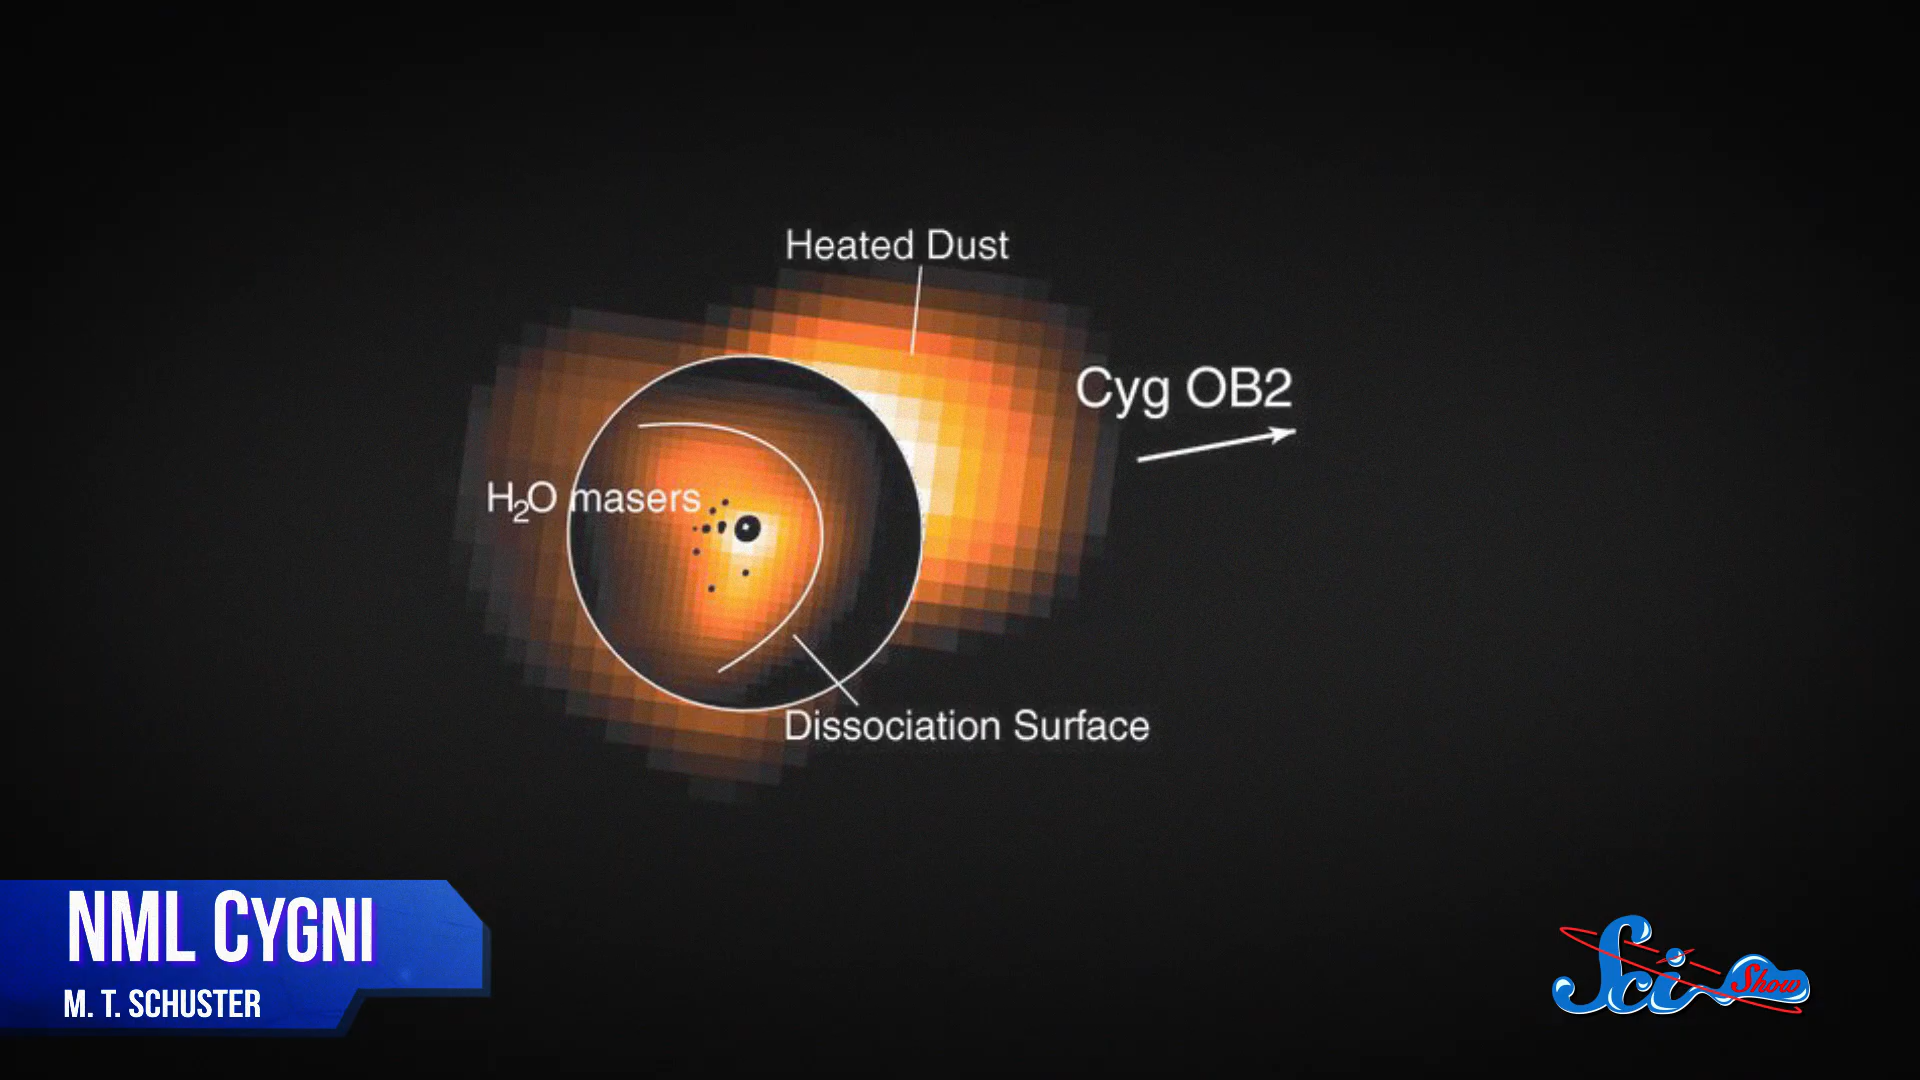 Heated Dust
Cyg OB2
H₂O masers
Dissociation Surface
NML CYGNI
M. T. SCHUSTER
Sci Show